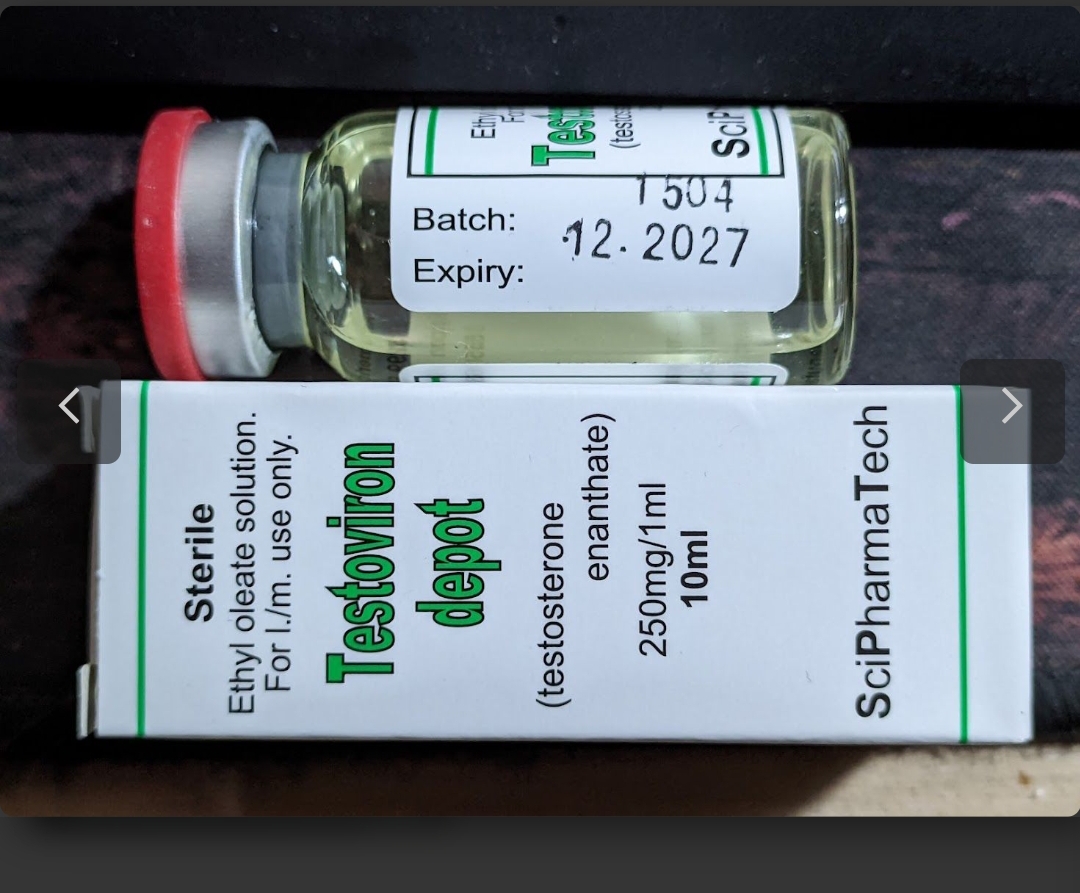 Batch: 1504
Expiry: 12.2027
Sterile
Ethyl oleate solution.
For I./m. use only.
Testoviron
depot
(testosterone
enanthate)
250mg/1ml
10ml
SciPharmaTech